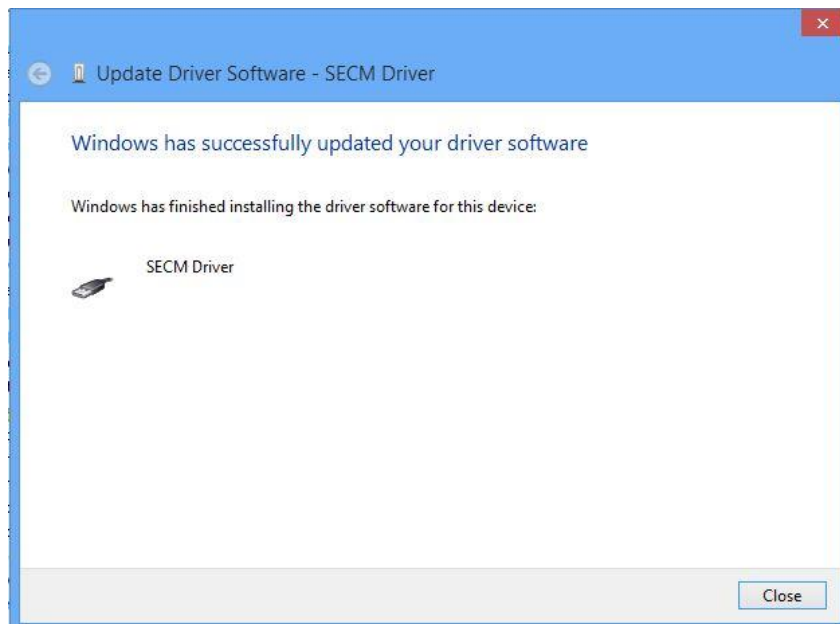 Update Driver Software - SECM Driver
Windows has successfully updated your driver software
Windows has finished installing the driver software for this device:
SECM Driver
Close